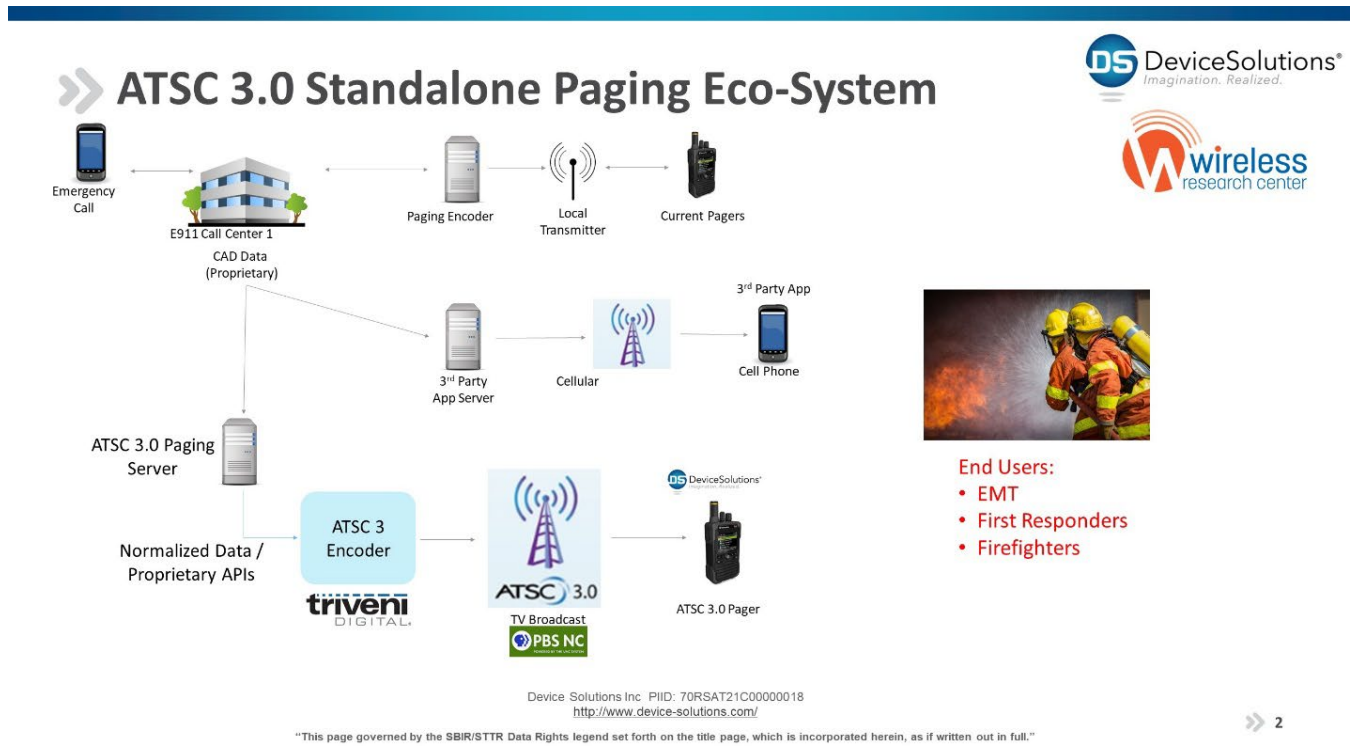 ATSC 3.0 Standalone Paging Eco-System
DS DeviceSolutions®
Imagination. Realized.
wireless
research center
Emergency
Call
E911 Call Center 1
CAD Data
(Proprietary)
Paging Encoder
Local
Transmitter
Current Pagers
3rd Party
App Server
Cellular
3rd Party App
Cell Phone
ATSC 3.0 Paging
Server
Normalized Data /
Proprietary APIs
ATSC 3
Encoder
triveni
DIGITAL
ATSC 3.0
TV Broadcast
PBS NC
DS DeviceSolutions®
Imagination. Realized.
ATSC 3.0 Pager
End Users:
• EMT
• First Responders
• Firefighters
Device Solutions Inc PIID: 70RSAT21C00000018
http://www.device-solutions.com/
"This page governed by the SBIR/STTR Data Rights legend set forth on the title page, which is incorporated herein, as if written out in full."
2